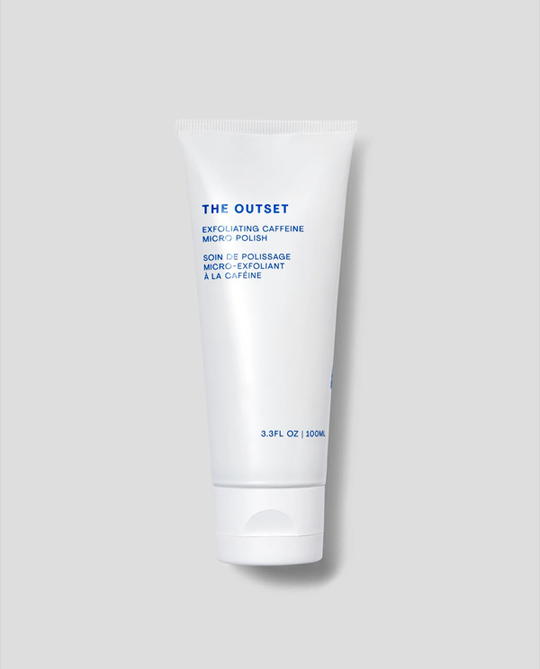 THE OUTSET
EXFOLIATING CAFFEINE
MICRO POLISH
SOIN DE POLISSAGE
MICRO-EXFOLIANT
À LA CAFÉINE
3.3FL OZ | 100ML